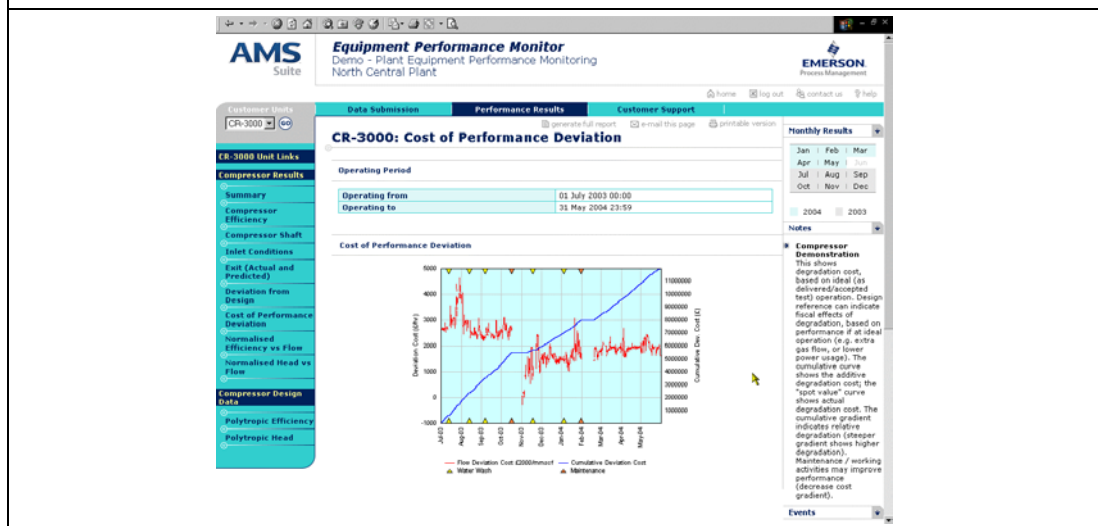 AMS
Suite
Equipment Performance Monitor
Demo - Plant Equipment Performance Monitoring
North Central Plant
EMERSON
Process Management
home log out contact us help
Customer Units
Data Submission Performance Results Customer Support
CR-3000 GO
generate full report e-mail this page printable version
CR-3000: Cost of Performance Deviation
CR-3000 Unit Links
Compressor Results
Summary
Compressor
Efficiency
Compressor Shaft
Inlet Conditions
Exit (Actual and
Predicted)
Deviation from
Design
Cost of Performance
Deviation
Normalised
Efficiency vs Flow
Normalised Head vs
Flow
Compressor Design
Data
Polytropic Efficiency
Polytropic Head
Operating Period
Operating from 01 July 2003 00:00
Operating to 31 May 2004 23:59
Cost of Performance Deviation
5000
4000
3000
2000
1000
0
-1000
Deviation Cost (£/hr)
11000000
10000000
9000000
8000000
7000000
6000000
5000000
4000000
3000000
2000000
1000000
Cumulative Dev. Cost (£)
Jul-03
Aug-03
Sep-03
Oct-03
Nov-03
Dec-03
Jan-04
Feb-04
Mar-04
Apr-04
May-04
Flow Deviation Cost £2000/mmscf Cumulative Deviation Cost
Water Wash Maintenance
Monthly Results
Jan Feb Mar
Apr May Jun
Jul Aug Sep
Oct Nov Dec
2004 2003
Notes
Compressor
Demonstration
This shows
degradation cost,
based on ideal (as
delivered/accepted
test) operation. Design
reference can indicate
fiscal effects of
degradation, based on
performance if at ideal
operation (e.g. extra
gas flow, or lower
power usage). The
cumulative curve
shows the additive
degradation cost; the
"spot value" curve
shows actual
degradation cost. The
cumulative gradient
indicates relative
degradation (steeper
gradient shows higher
degradation).
Maintenance / working
activities may improve
performance
(decrease cost
gradient).
Events